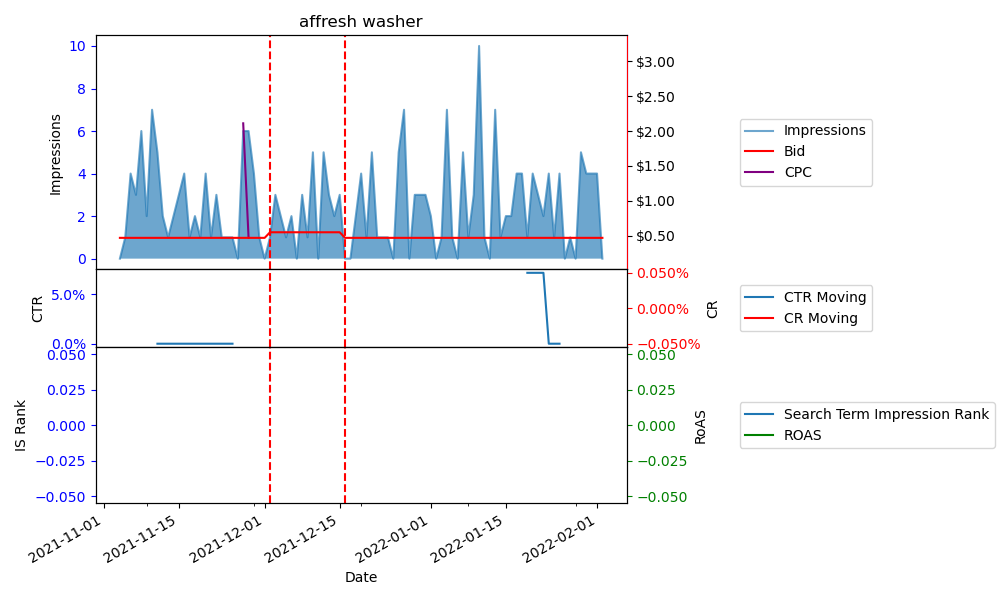 affresh washer
10
8
6
4
2
0
Impressions
$3.00
$2.50
$2.00
$1.50
$1.00
$0.50
Impressions
Bid
CPC
5.0%
0.0%
CTR
0.050%
0.000%
−0.050%
CR
CTR Moving
CR Moving
0.050
0.025
0.000
−0.025
−0.050
IS Rank
0.050
0.025
0.000
−0.025
−0.050
RoAS
Search Term Impression Rank
ROAS
2021-11-01
2021-11-15
2021-12-01
2021-12-15
2022-01-01
2022-01-15
2022-02-01
Date